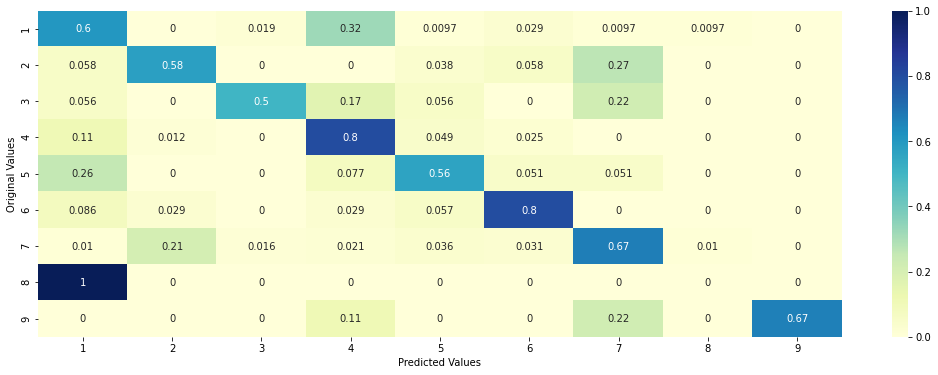 1 0.6 0 0.019 0.32 0.0097 0.029 0.0097 0.0097 0
2 0.058 0.58 0 0 0.038 0.058 0.27 0 0
3 0.056 0 0.5 0.17 0.056 0 0.22 0 0
4 0.11 0.012 0 0.8 0.049 0.025 0 0 0
5 0.26 0 0 0.077 0.56 0.051 0.051 0 0
6 0.086 0.029 0 0.029 0.057 0.8 0 0 0
7 0.01 0.21 0.016 0.021 0.036 0.031 0.67 0.01 0
8 1 0 0 0 0 0 0 0 0
9 0 0 0 0.11 0 0 0.22 0 0.67
1 2 3 4 5 6 7 8 9
Predicted Values
Original Values
1.0
0.8
0.6
0.4
0.2
0.0